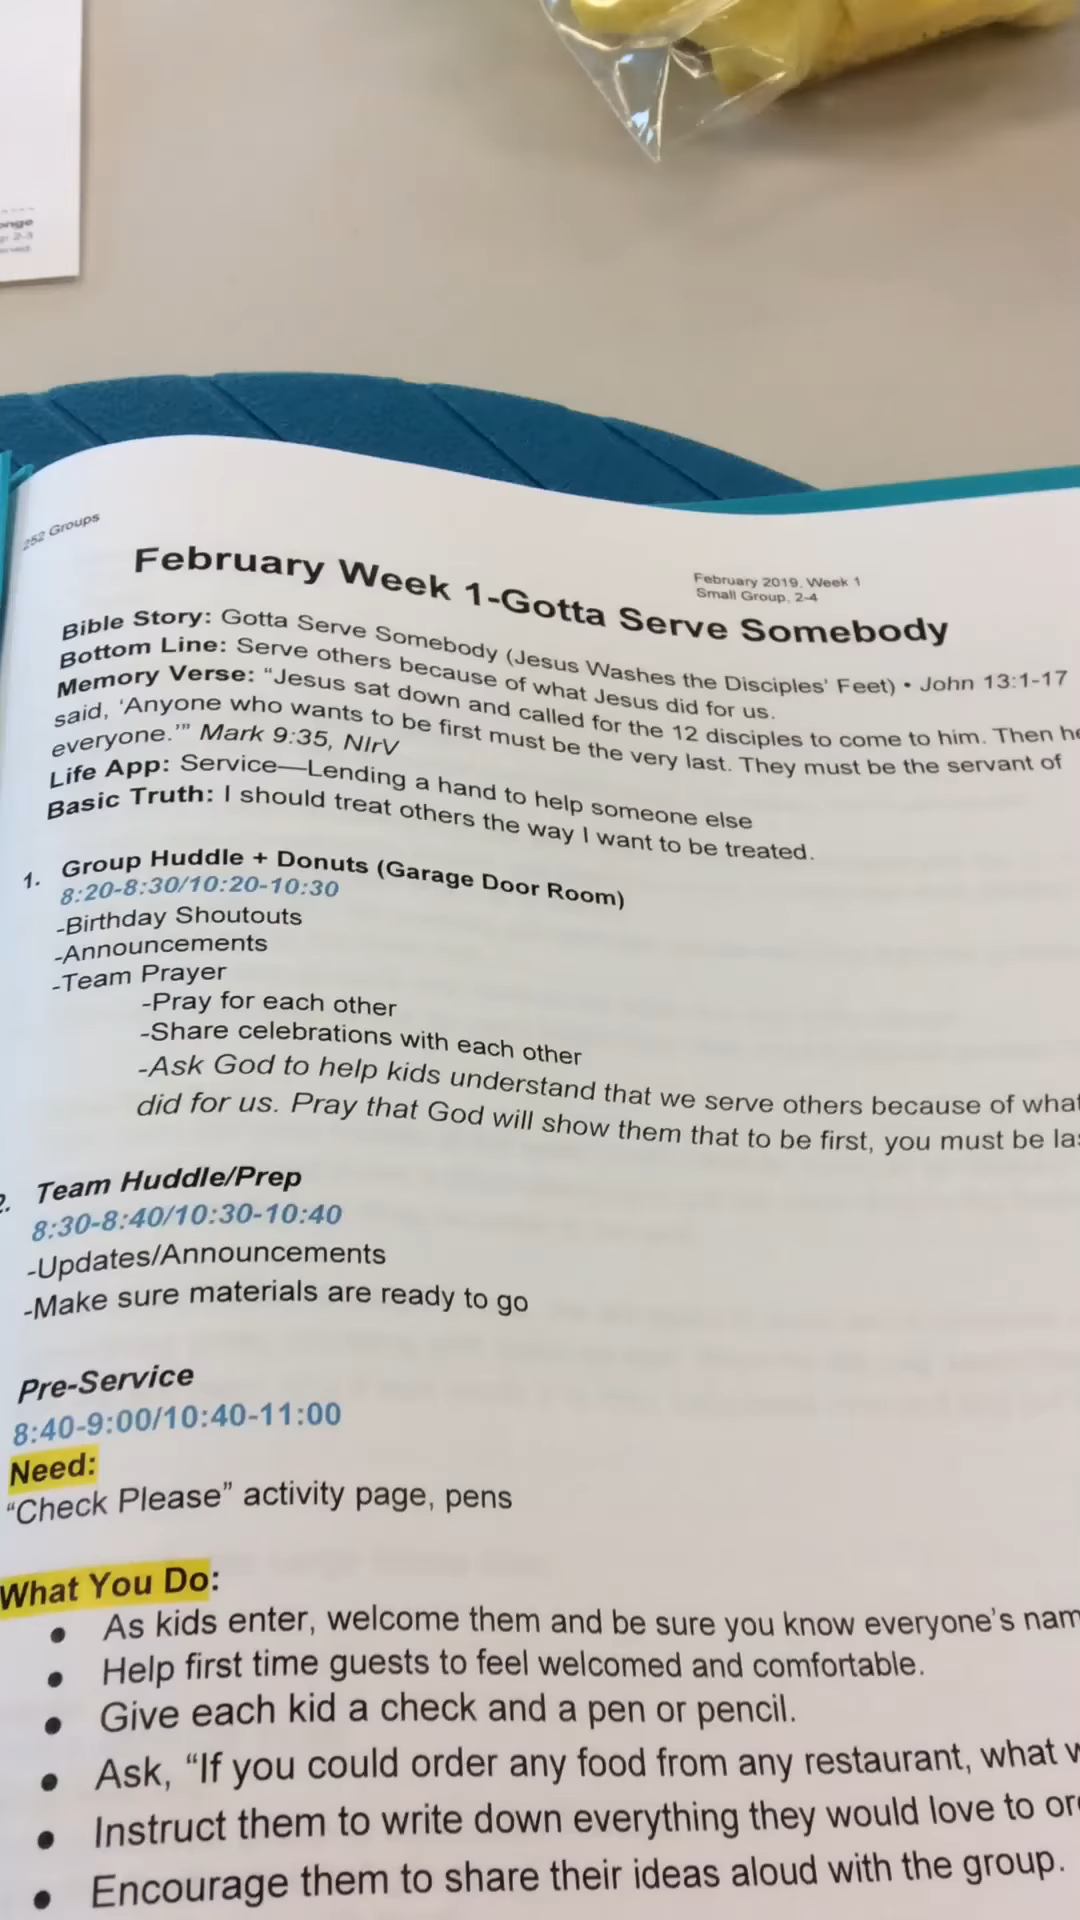 252 Groups
February 2019, Week 1
Small Group, 2-4
February Week 1-Gotta Serve Somebody
Bible Story: Gotta Serve Somebody (Jesus Washes the Disciples' Feet) • John 13:1-17
Bottom Line: Serve others because of what Jesus did for us.
Memory Verse: "Jesus sat down and called for the 12 disciples to come to him. Then he
said, 'Anyone who wants to be first must be the very last. They must be the servant of
everyone.'" Mark 9:35, NIrV
Life App: Service—Lending a hand to help someone else
Basic Truth: I should treat others the way I want to be treated.
1. Group Huddle + Donuts (Garage Door Room)
8:20-8:30/10:20-10:30
-Birthday Shoutouts
-Announcements
-Team Prayer
-Pray for each other
-Share celebrations with each other
-Ask God to help kids understand that we serve others because of what
did for us. Pray that God will show them that to be first, you must be
2. Team Huddle/Prep
8:30-8:40/10:30-10:40
-Updates/Announcements
-Make sure materials are ready to go
Pre-Service
8:40-9:00/10:40-11:00
Need:
"Check Please" activity page, pens
What You Do:
• As kids enter, welcome them and be sure you know everyone's
• Help first time guests to feel welcomed and comfortable.
• Give each kid a check and a pen or pencil.
• Ask, "If you could order any food from any restaurant, what
• Instruct them to write down everything they would love to
• Encourage them to share their ideas aloud with the group.